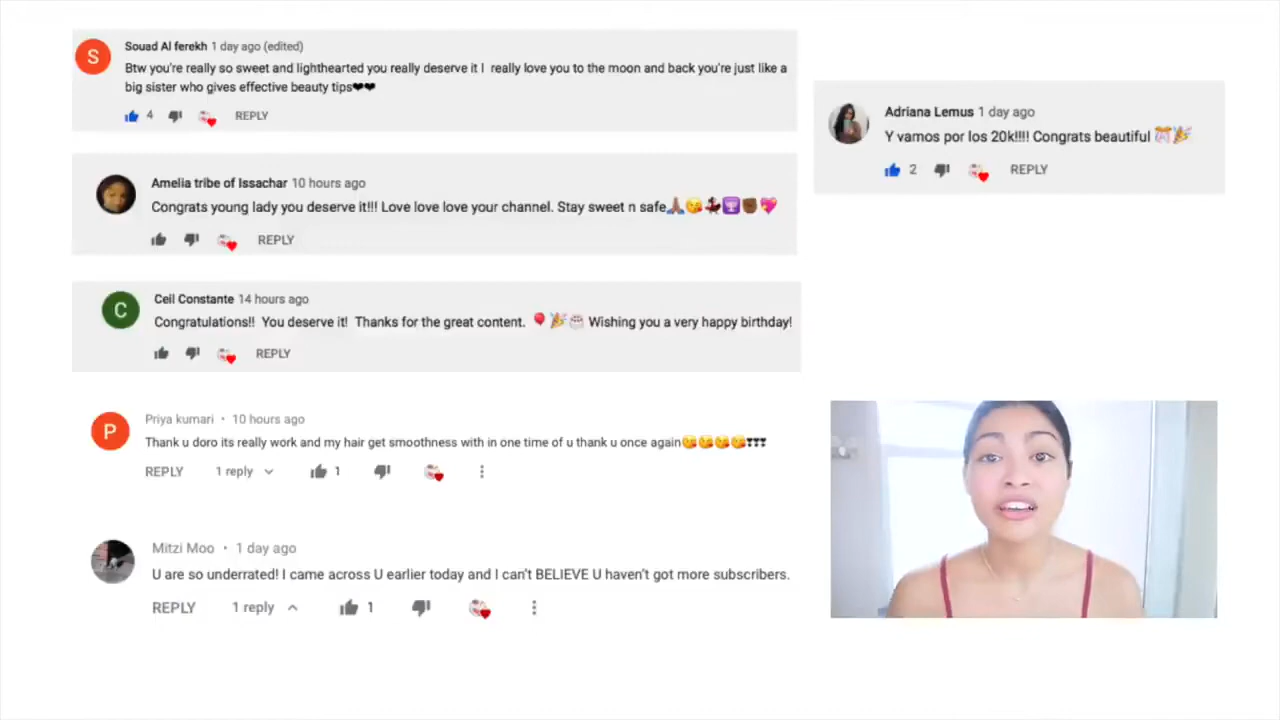 S
Souad Al ferekh 1 day ago (edited)
Btw you're really so sweet and lighthearted you really deserve it I really love you to the moon and back you're just like a
big sister who gives effective beauty tips❤❤
4 REPLY
Adriana Lemus 1 day ago
Y vamos por los 20k!!!! Congrats beautiful 🎊🎉
2 REPLY
Amelia tribe of Issachar 10 hours ago
Congrats young lady you deserve it!!! Love love love your channel. Stay sweet n safe🙏🏽😘💃🏿🕎✊🏿💖
REPLY
C
Ceil Constante 14 hours ago
Congratulations!! You deserve it! Thanks for the great content. 🎈🎉🎂 Wishing you a very happy birthday!
REPLY
P
Priya kumari • 10 hours ago
Thank u doro its really work and my hair get smoothness with in one time of u thank u once again😘😘😘😘❣❣❣
REPLY 1 reply 1
Mitzi Moo • 1 day ago
U are so underrated! I came across U earlier today and I can't BELIEVE U haven't got more subscribers.
REPLY 1 reply 1